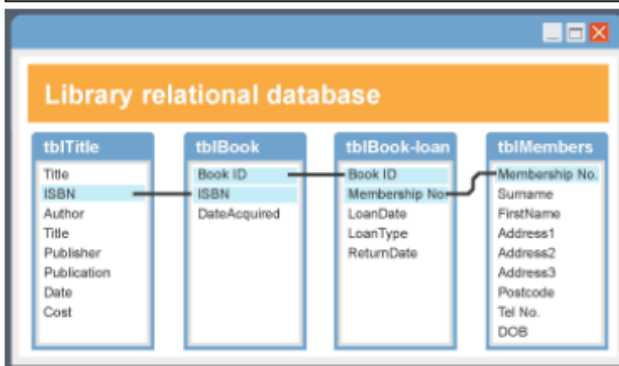 Library relational database
tblTitle
Title
ISBN
Author
Title
Publisher
Publication
Date
Cost
tblBook
Book ID
ISBN
DateAcquired
tblBook-loan
Book ID
Membership No.
LoanDate
LoanType
ReturnDate
tblMembers
Membership No.
Surname
FirstName
Address1
Address2
Address3
Postcode
Tel No.
DOB